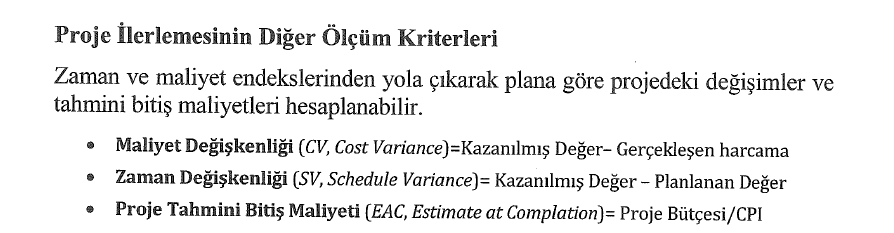 Proje İlerlemesinin Diğer Ölçüm Kriterleri
Zaman ve maliyet endekslerinden yola çıkarak plana göre projedeki değişimler ve
tahmini bitiş maliyetleri hesaplanabilir.
• Maliyet Değişkenliği (CV, Cost Variance)=Kazanılmış Değer– Gerçekleşen harcama
• Zaman Değişkenliği (SV, Schedule Variance)= Kazanılmış Değer – Planlanan Değer
• Proje Tahmini Bitiş Maliyeti (EAC, Estimate at Complation)= Proje Bütçesi/CPI